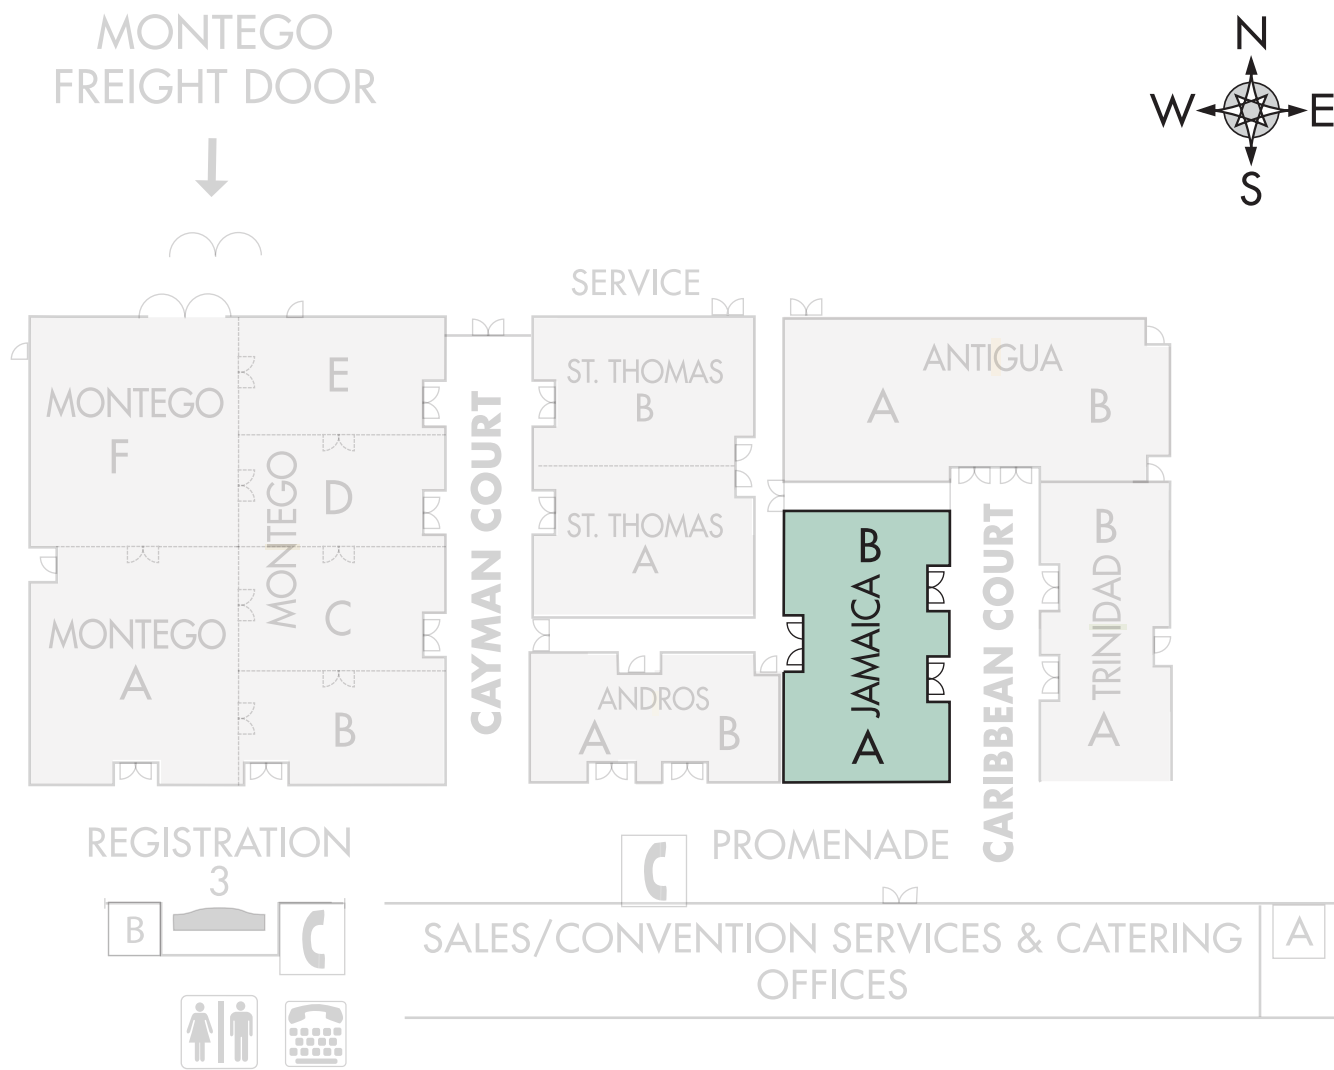 MONTEGO
FREIGHT DOOR
N
W E
S
SERVICE
MONTEGO
F
E
D
MONTEGO
C
MONTEGO
A
B
CAYMAN COURT
ST. THOMAS
B
ST. THOMAS
A
ANDROS
A B
ANTIGUA
A B
B
JAMAICA
A
CARIBBEAN COURT
B
TRINIDAD
A
REGISTRATION
3
PROMENADE
B
SALES/CONVENTION SERVICES & CATERING
OFFICES
A